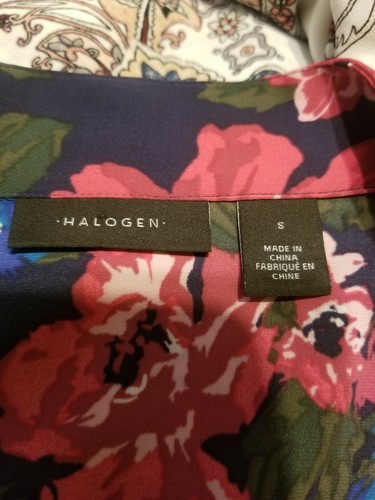 ·HALOGEN·
S
MADE IN
CHINA
FABRIQUÉ EN
CHINE